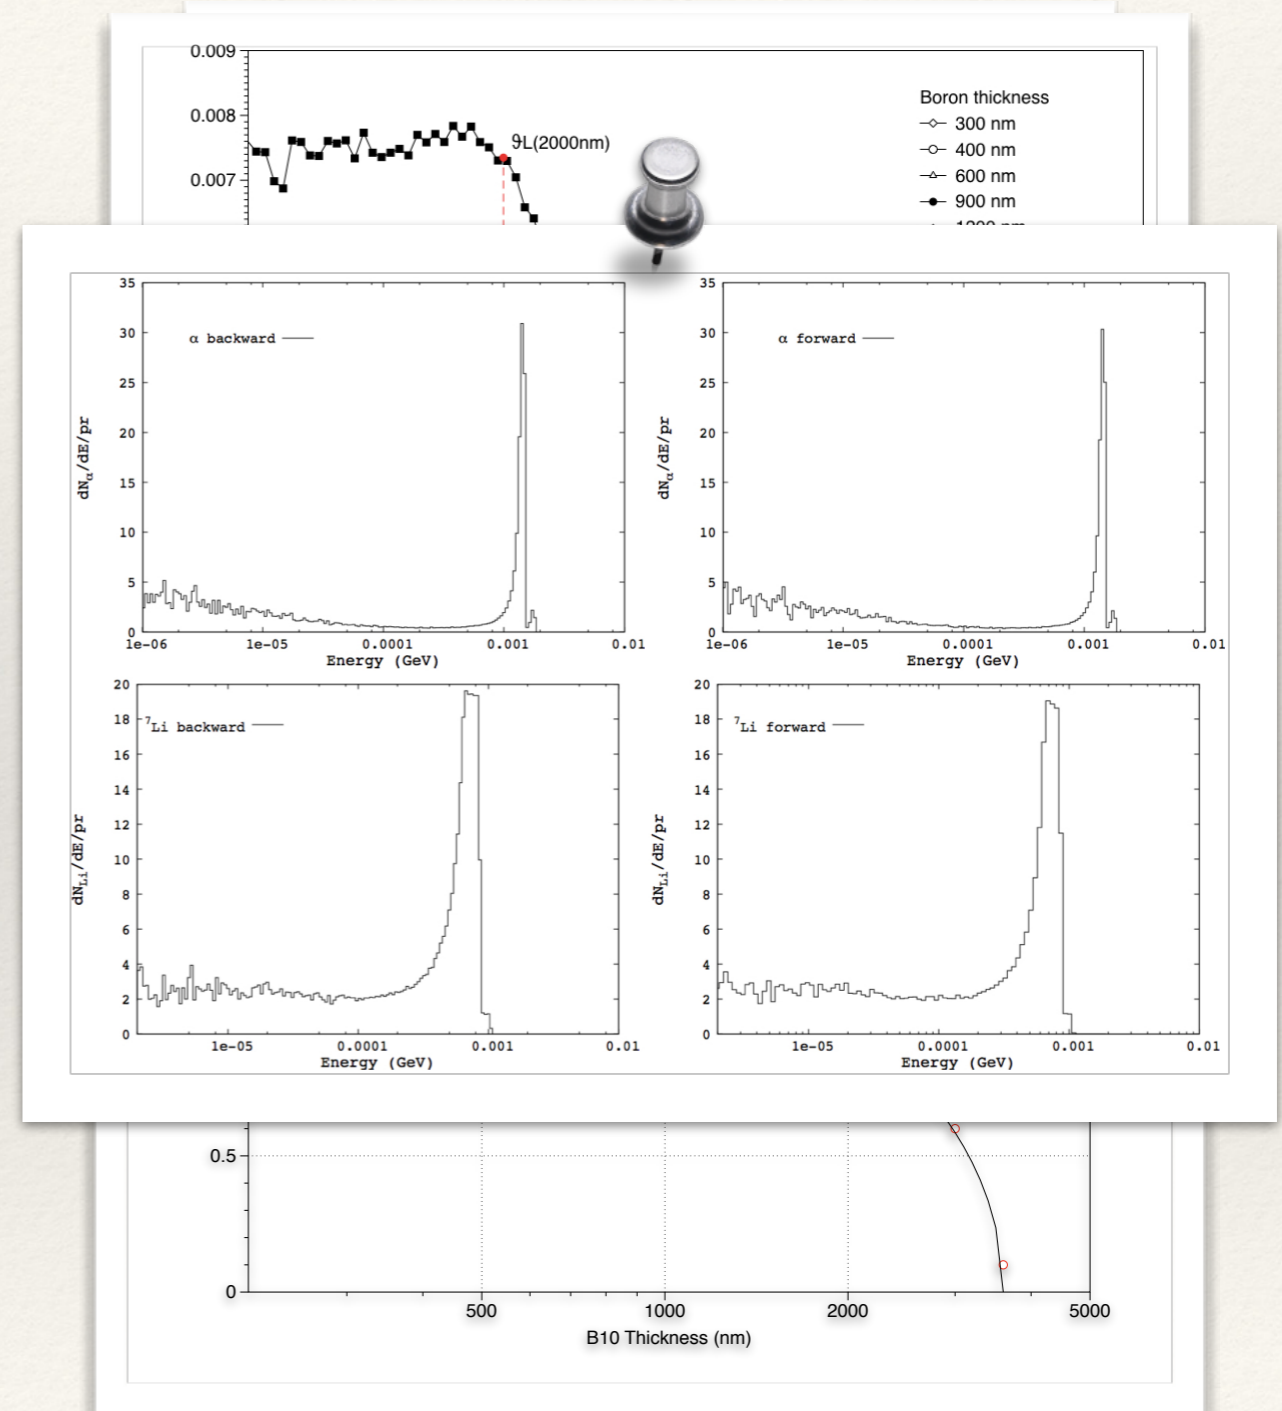 0.009
0.008
0.007
ϑL(2000nm)
Boron thickness
300 nm
400 nm
600 nm
900 nm
35
30
25
20
15
10
5
0
α backward
dNα/dE/pr
1e-06 1e-05 0.0001 0.001 0.01
Energy (GeV)
35
30
25
20
15
10
5
0
α forward
dNα/dE/pr
1e-06 1e-05 0.0001 0.001 0.01
Energy (GeV)
20
18
16
14
12
10
8
6
4
2
0
⁷Li backward
dNLi/dE/pr
1e-05 0.0001 0.001 0.01
Energy (GeV)
20
18
16
14
12
10
8
6
4
2
0
⁷Li forward
dNLi/dE/pr
1e-05 0.0001 0.001 0.01
Energy (GeV)
0.5
0
500 1000 2000 5000
B10 Thickness (nm)